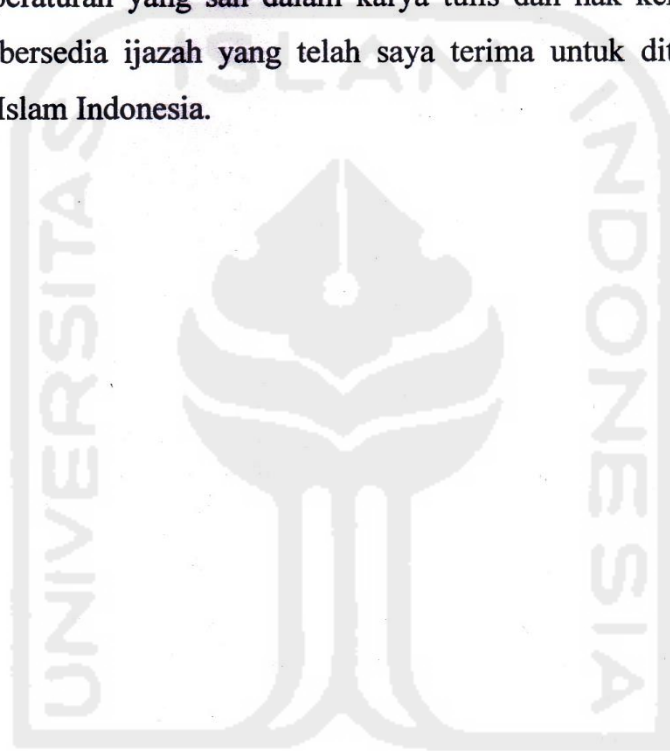 yang sah dalam karya tulis dan hak
bersedia ijazah yang telah saya terima untuk
Islam Indonesia.
ISLAM
UNIVERSITAS
INDONESIA